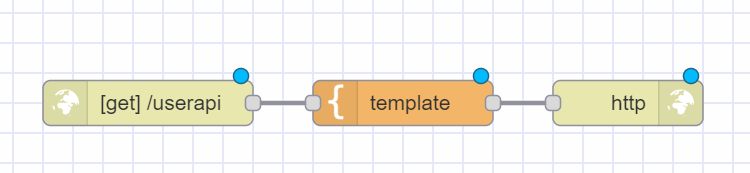 [get] /userapi
{
template
http